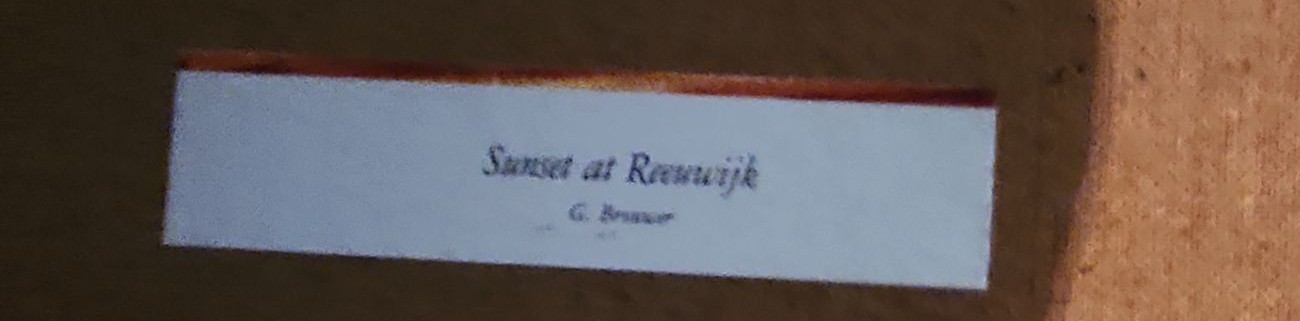 Sunset at Reeuwijk
G. Brouwer